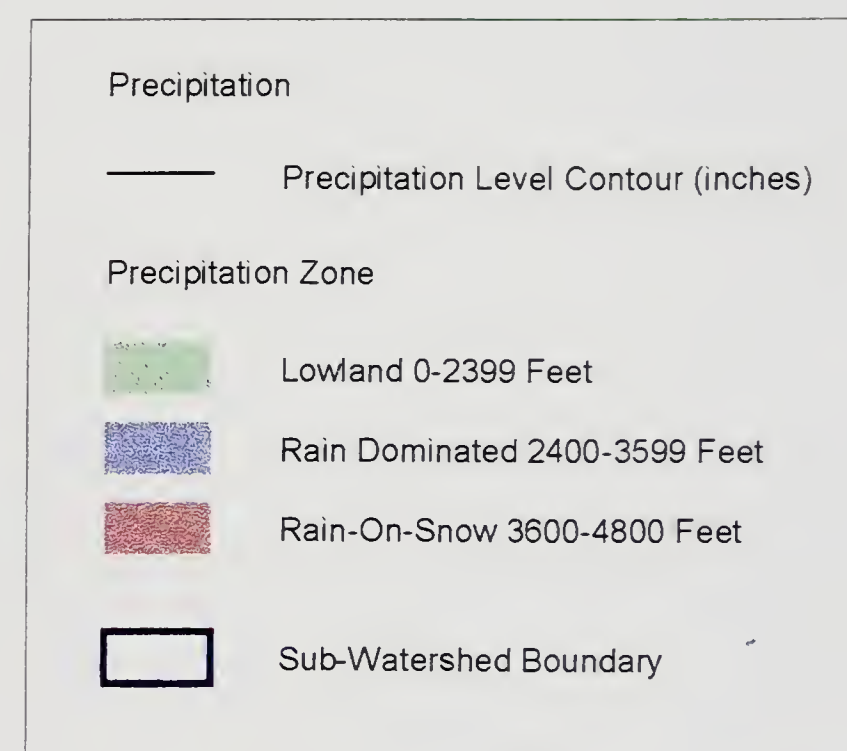 Precipitation
Precipitation Level Contour (inches)
Precipitation Zone
Lowland 0-2399 Feet
Rain Dominated 2400-3599 Feet
Rain-On-Snow 3600-4800 Feet
Sub-Watershed Boundary